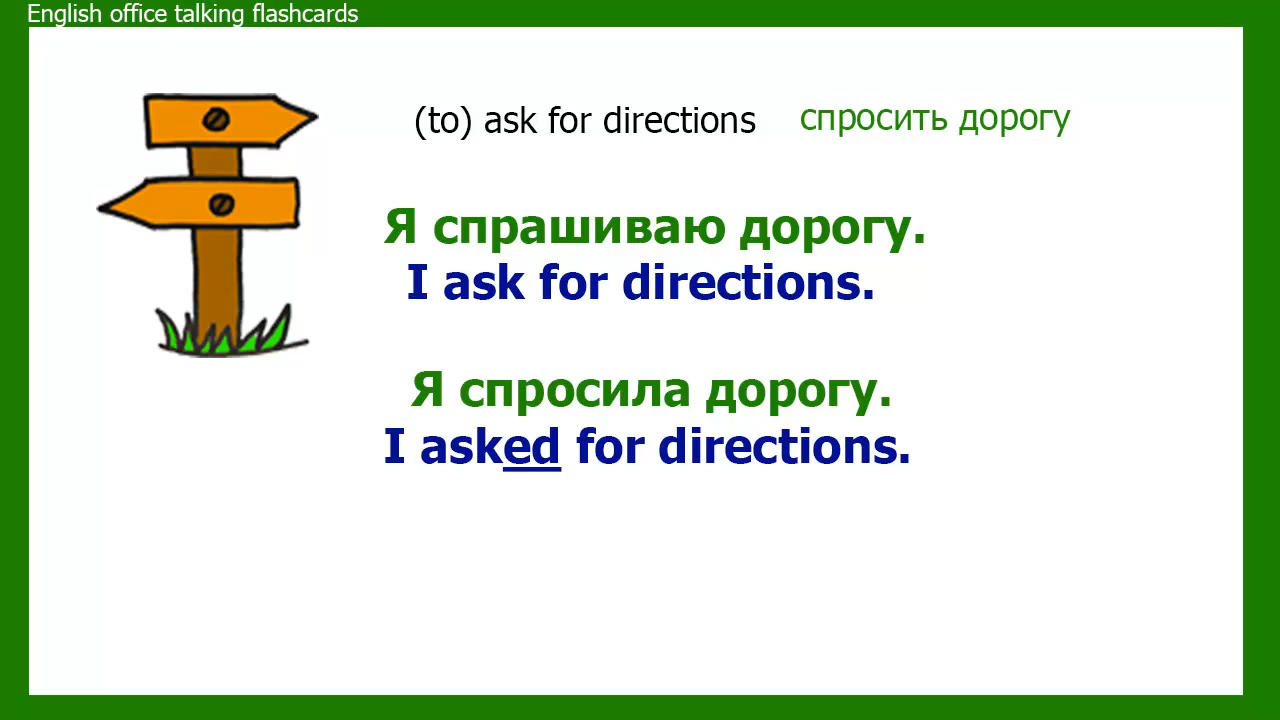 English office talking flashcards
(to) ask for directions спросить дорогу
Я спрашиваю дорогу.
I ask for directions.
Я спросила дорогу.
I asked for directions.